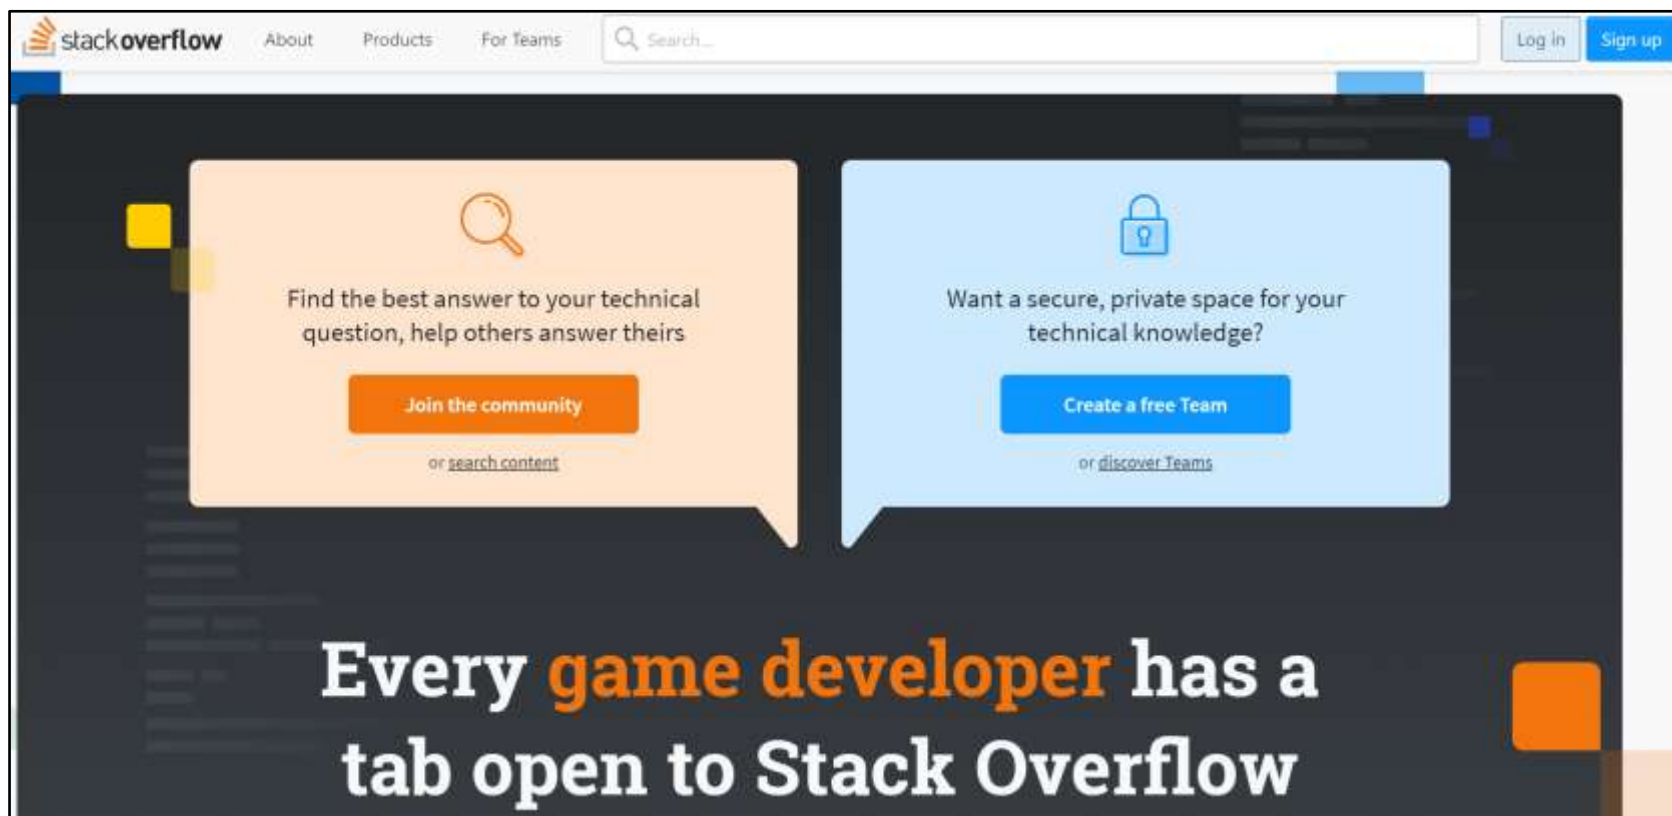 stackoverflow
About
Products
For Teams
Search...
Log in
Sign up
Find the best answer to your technical
question, help others answer theirs
Join the community
or search content
Want a secure, private space for your
technical knowledge?
Create a free Team
or discover Teams
Every game developer has a
tab open to Stack Overflow